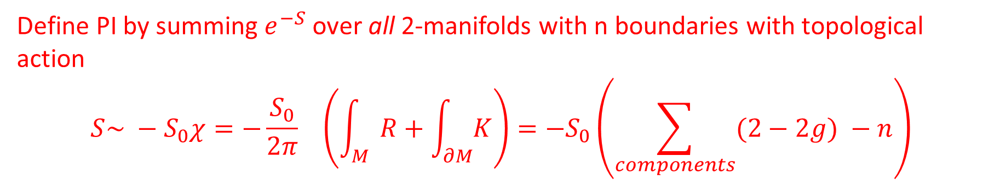 Define PI by summing $e^{-S}$ over all 2-manifolds with n boundaries with topological
action
$S \sim -S_0 \chi = -\frac{S_0}{2\pi} \left( \int_M R + \int_{\partial M} K \right) = -S_0 \left( \sum_{components} (2 - 2g) - n \right)$